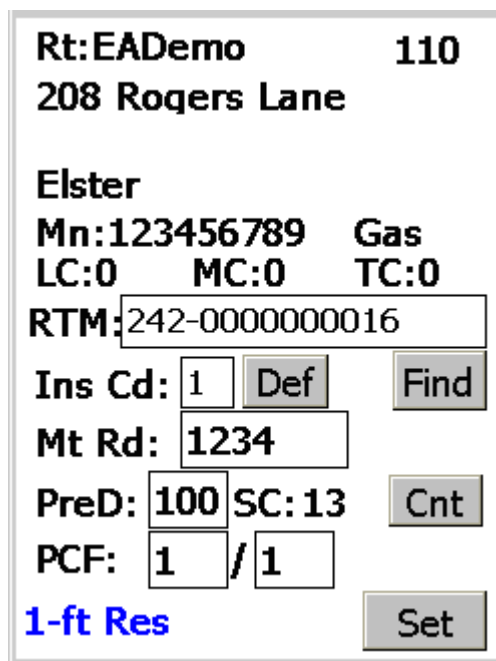 Rt:EADemo 110
208 Rogers Lane
Elster
Mn:123456789 Gas
LC:0 MC:0 TC:0
RTM:242-0000000016
Ins Cd: 1 Def Find
Mt Rd: 1234
PreD: 100 SC: 13 Cnt
PCF: 1 / 1
1-ft Res Set